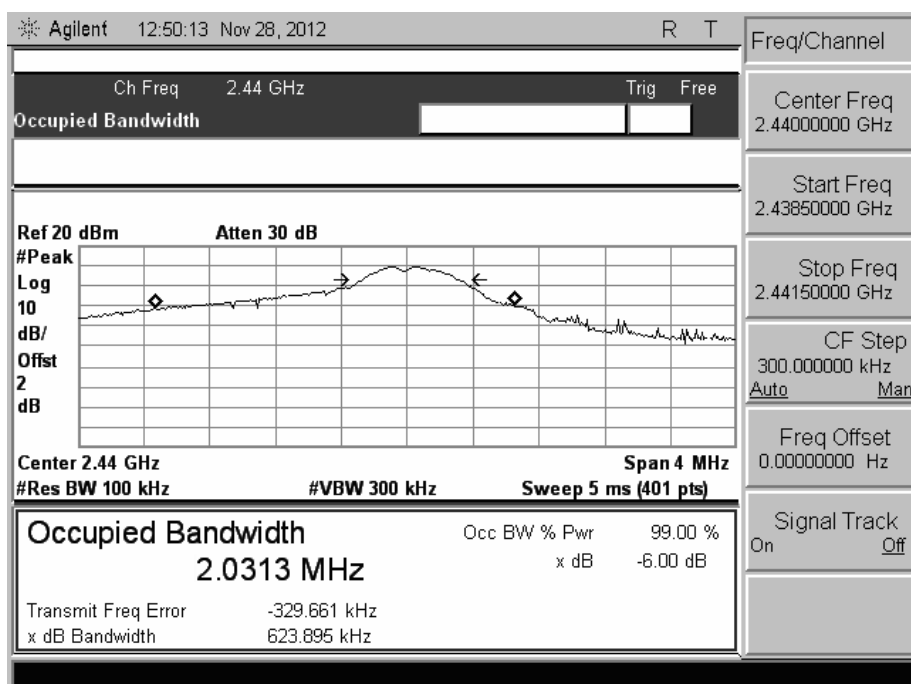 Agilent 12:50:13 Nov 28, 2012 R T
Ch Freq 2.44 GHz Trig Free
Occupied Bandwidth
Ref 20 dBm Atten 30 dB
#Peak
Log
10
dB/
Offst
2
dB
Center 2.44 GHz Span 4 MHz
#Res BW 100 kHz #VBW 300 kHz Sweep 5 ms (401 pts)
Occupied Bandwidth
2.0313 MHz
Occ BW % Pwr 99.00 %
x dB -6.00 dB
Transmit Freq Error -329.661 kHz
x dB Bandwidth 623.895 kHz
Freq/Channel
Center Freq
2.44000000 GHz
Start Freq
2.43850000 GHz
Stop Freq
2.44150000 GHz
CF Step
300.000000 kHz
Auto Man
Freq Offset
0.00000000 Hz
Signal Track
On Off